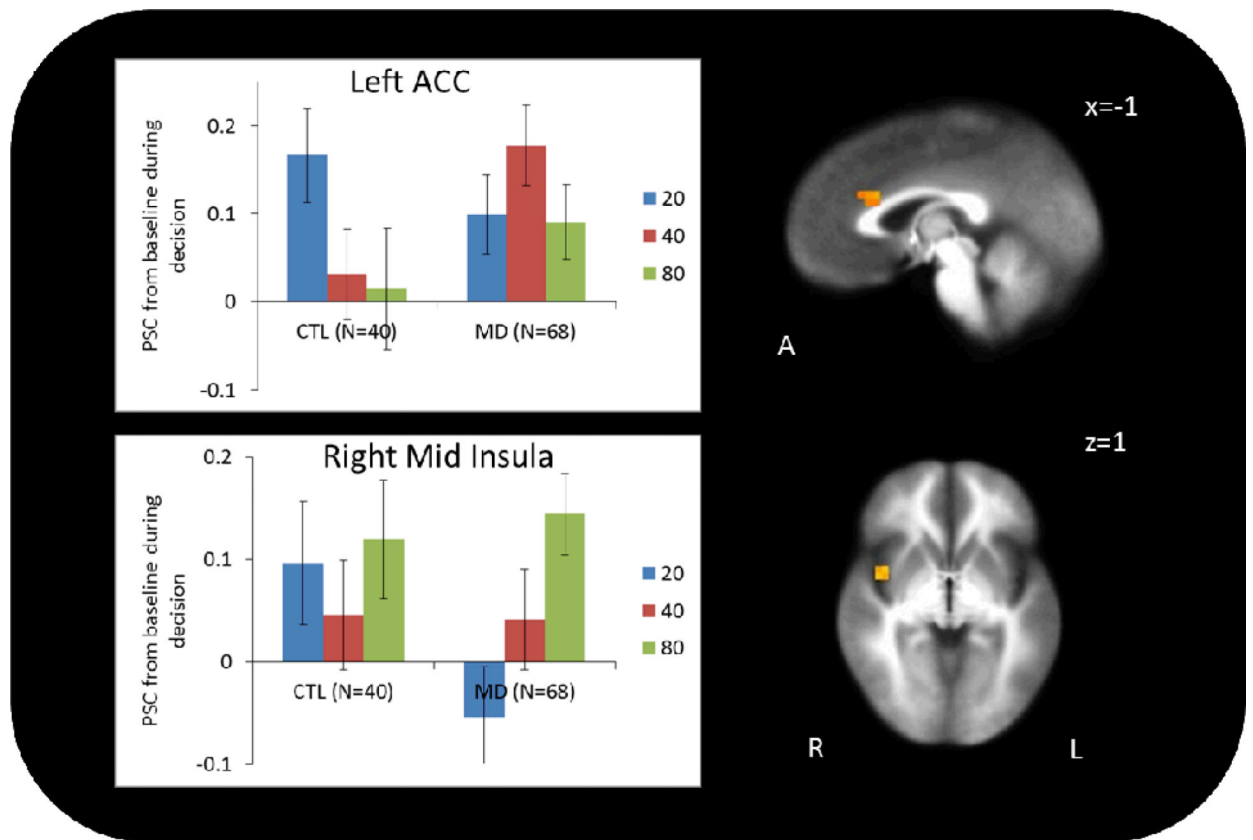 Left ACC
PSC from baseline during
decision
0.2
0.1
0
-0.1
CTL (N=40)
MD (N=68)
20
40
80
x=-1
A
Right Mid Insula
PSC from baseline during
decision
0.2
0.1
0
-0.1
CTL (N=40)
MD (N=68)
20
40
80
z=1
R
L